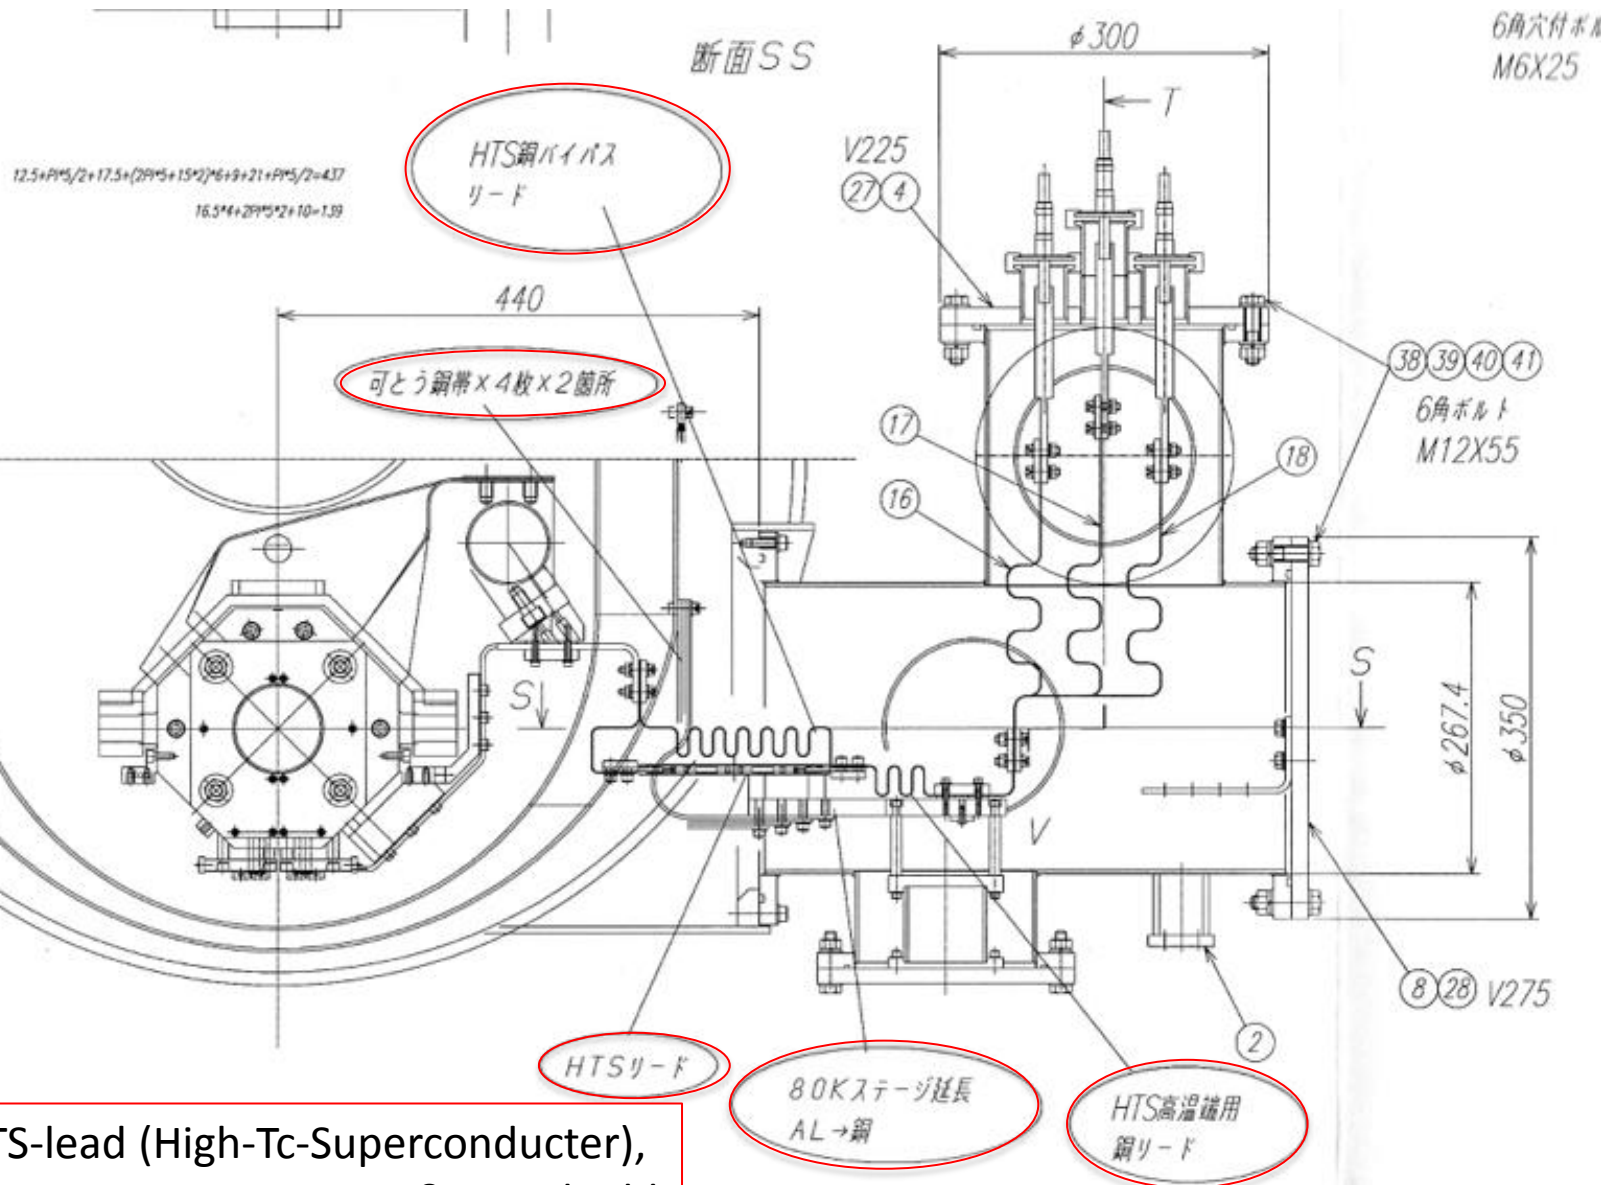 断面SS
φ300
6角穴付ボル
M6X25
T
HTS銅バイパス
リード
V225
27 4
12.5+PI*5/2+17.5+(2PI*5+15*2)*6+9+21+PI*5/2=437
16.5*4+2PI*5*2+10=139
440
可とう銅帯×4枚×2箇所
38 39 40 41
6角ボルト
M12X55
17
18
16
S
S
φ267.4
φ350
V
8 28 V275
2
HTSリード
80Kステージ延長
AL→銅
HTS高温端用
銅リード
TS-lead (High-Tc-Superconducter),